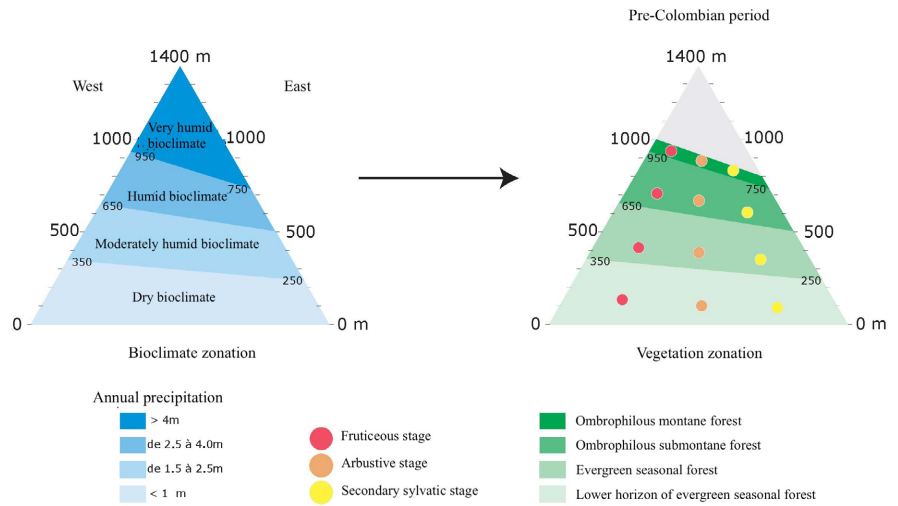 Pre-Colombian period
1400 m
1400 m
West
East
1000
Very humid
bioclimate
1000
1000
1000
950
750
950
750
Humid bioclimate
650
650
500
Moderately humid bioclimate
500
500
500
350
250
350
250
Dry bioclimate
0
0 m
0
0 m
Bioclimate zonation
Vegetation zonation
Annual precipitation
> 4m
de 2.5 à 4.0m
de 1.5 à 2.5m
< 1 m
Fruticeous stage
Arbustive stage
Secondary sylvatic stage
Ombrophilous montane forest
Ombrophilous submontane forest
Evergreen seasonal forest
Lower horizon of evergreen seasonal forest